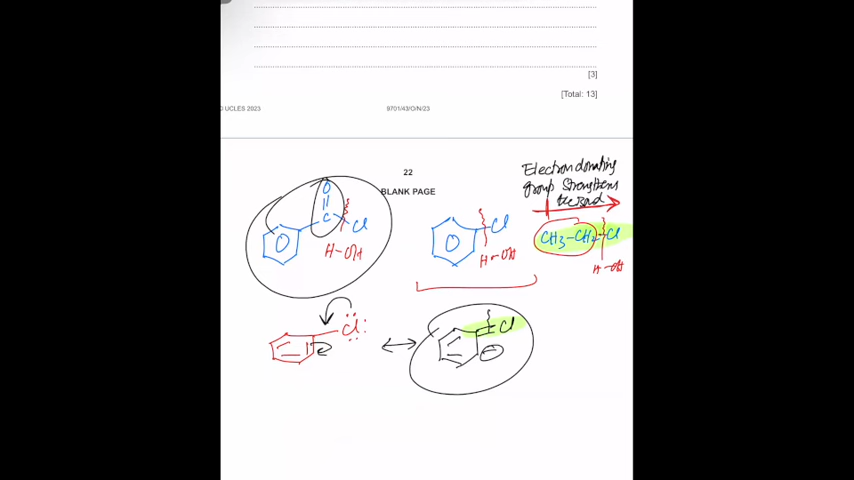 [3]
[Total: 13]
UCLES 2023
9701/43/O/N/23
22
BLANK PAGE
Electron donating
group Strengthens
the Bond
O
C
Cl
H-OH
Cl
H-OH
CH3-CH2-Cl
H-OH
Cl
Cl